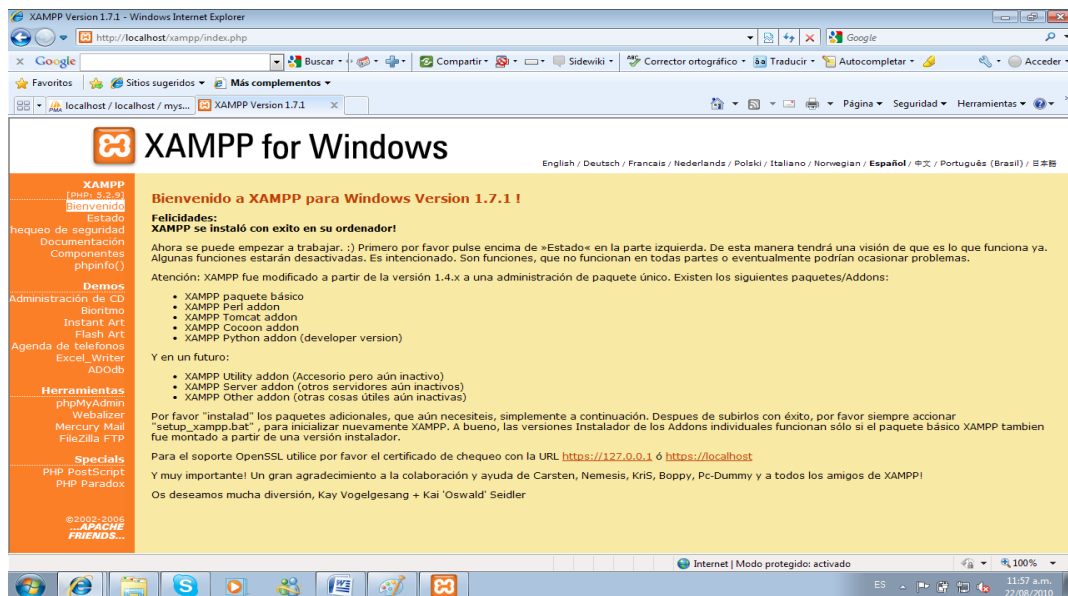 XAMPP Version 1.7.1 - Windows Internet Explorer
http://localhost/xampp/index.php
Google
Google
Buscar
Compartir
Sidewiki
Corrector ortográfico
Traducir
Autocompletar
Acceder
Favoritos
Sitios sugeridos
Más complementos
localhost / localhost / mys...
XAMPP Version 1.7.1
Página
Seguridad
Herramientas
XAMPP for Windows
English / Deutsch / Francais / Nederlands / Polski / Italiano / Norwegian / Español / 中文 / Português (Brasil) / 日本語
XAMPP
[PHP: 5.2.9]
Bienvenido
Estado
hequeo de seguridad
Documentación
Componentes
phpinfo()
Demos
Administración de CD
Bioritmo
Instant Art
Flash Art
Agenda de telefonos
Excel_Writer
ADOdb
Herramientas
phpMyAdmin
Webalizer
Mercury Mail
FileZilla FTP
Specials
PHP PostScript
PHP Paradox
©2002-2006
...APACHE
FRIENDS...
Bienvenido a XAMPP para Windows Version 1.7.1 !
Felicidades:
XAMPP se instaló con exito en su ordenador!
Ahora se puede empezar a trabajar. :) Primero por favor pulse encima de »Estado« en la parte izquierda. De esta manera tendrá una visión de que es lo que funciona ya.
Algunas funciones estarán desactivadas. Es intencionado. Son funciones, que no funcionan en todas partes o eventualmente podrían ocasionar problemas.
Atención: XAMPP fue modificado a partir de la versión 1.4.x a una administración de paquete único. Existen los siguientes paquetes/Addons:
• XAMPP paquete básico
• XAMPP Perl addon
• XAMPP Tomcat addon
• XAMPP Cocoon addon
• XAMPP Python addon (developer version)
Y en un futuro:
• XAMPP Utility addon (Accesorio pero aún inactivo)
• XAMPP Server addon (otros servidores aún inactivos)
• XAMPP Other addon (otras cosas útiles aún inactivas)
Por favor "instalad" los paquetes adicionales, que aún necesiteis, simplemente a continuación. Despues de subirlos con éxito, por favor siempre accionar
"setup_xampp.bat" , para inicializar nuevamente XAMPP. A bueno, las versiones Instalador de los Addons individuales funcionan sólo si el paquete básico XAMPP tambien
fue montado a partir de una versión instalador.
Para el soporte OpenSSL utilice por favor el certificado de chequeo con la URL https://127.0.0.1 ó https://localhost
Y muy importante! Un gran agradecimiento a la colaboración y ayuda de Carsten, Nemesis, KriS, Boppy, Pc-Dummy y a todos los amigos de XAMPP!
Os deseamos mucha diversión, Kay Vogelgesang + Kai 'Oswald' Seidler
Internet | Modo protegido: activado
100%
ES
11:57 a.m.
22/08/2010